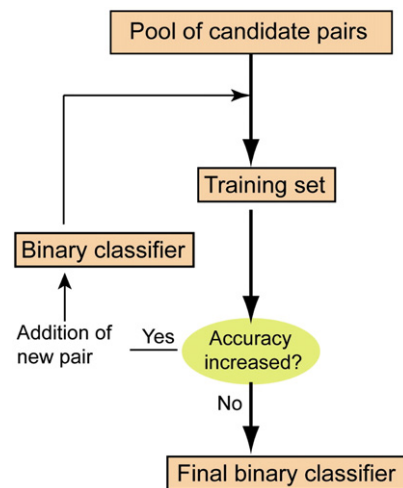 Pool of candidate pairs
Training set
Binary classifier
Addition of
new pair
Yes
Accuracy
increased?
No
Final binary classifier